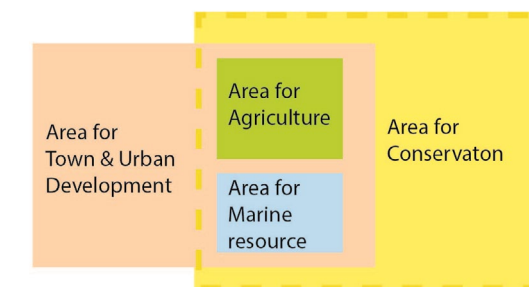 Area for
Town & Urban
Development
Area for
Agriculture
Area for
Marine
resource
Area for
Conservaton